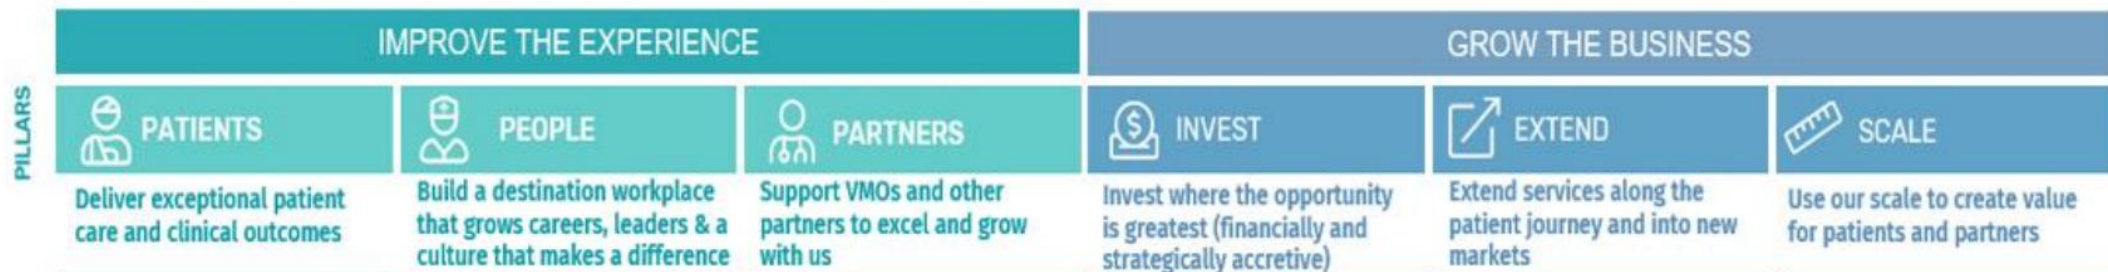 PILLARS
IMPROVE THE EXPERIENCE
PATIENTS
Deliver exceptional patient
care and clinical outcomes
PEOPLE
Build a destination workplace
that grows careers, leaders & a
culture that makes a difference
PARTNERS
Support VMOs and other
partners to excel and grow
with us
GROW THE BUSINESS
INVEST
Invest where the opportunity
is greatest (financially and
strategically accretive)
EXTEND
Extend services along the
patient journey and into new
markets
SCALE
Use our scale to create value
for patients and partners